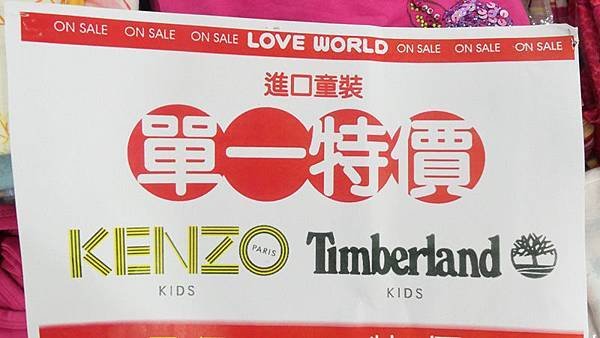 ON SALE ON SALE ON SALE LOVE WORLD ON SALE ON SALE ON SALE
進口童裝
單一特價
KENZO PARIS Timberland
KIDS KIDS